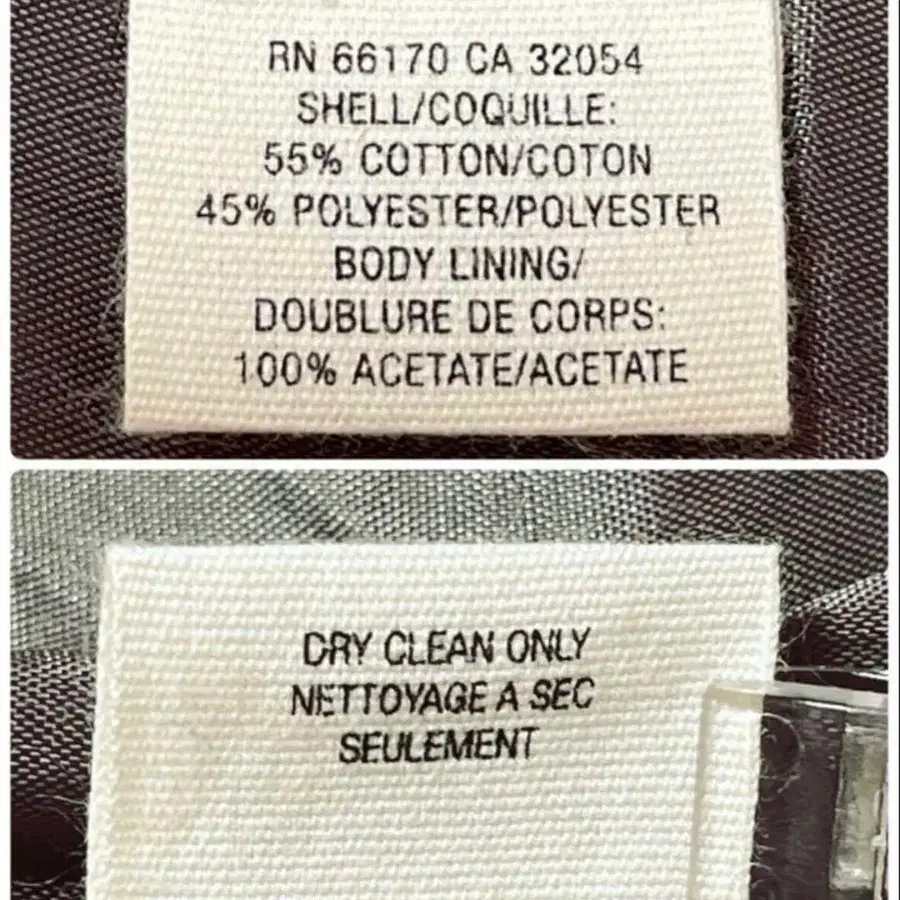 RN 66170 CA 32054
SHELL/COQUILLE:
55% COTTON/COTON
45% POLYESTER/POLYESTER
BODY LINING/
DOUBLURE DE CORPS:
100% ACETATE/ACETATE
DRY CLEAN ONLY
NETTOYAGE A SEC
SEULEMENT